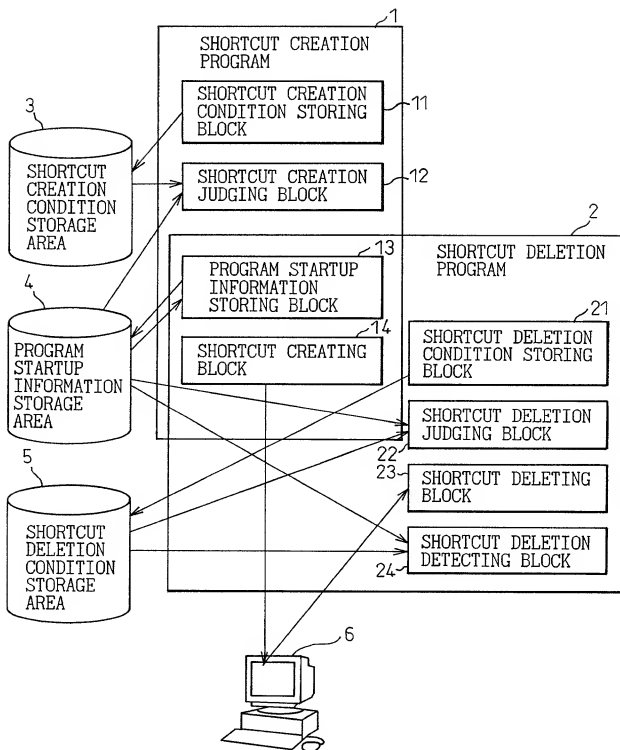 1
SHORTCUT CREATION
PROGRAM
SHORTCUT CREATION
CONDITION STORING
BLOCK
11
3
SHORTCUT
CREATION
CONDITION
STORAGE
AREA
SHORTCUT CREATION
JUDGING BLOCK
12
2
SHORTCUT DELETION
PROGRAM
13
PROGRAM STARTUP
INFORMATION
STORING BLOCK
4
PROGRAM
STARTUP
INFORMATION
STORAGE
AREA
14
SHORTCUT CREATING
BLOCK
21
SHORTCUT DELETION
CONDITION STORING
BLOCK
SHORTCUT DELETION
JUDGING BLOCK
22
23
SHORTCUT DELETING
BLOCK
5
SHORTCUT
DELETION
CONDITION
STORAGE
AREA
SHORTCUT DELETION
DETECTING BLOCK
24
6